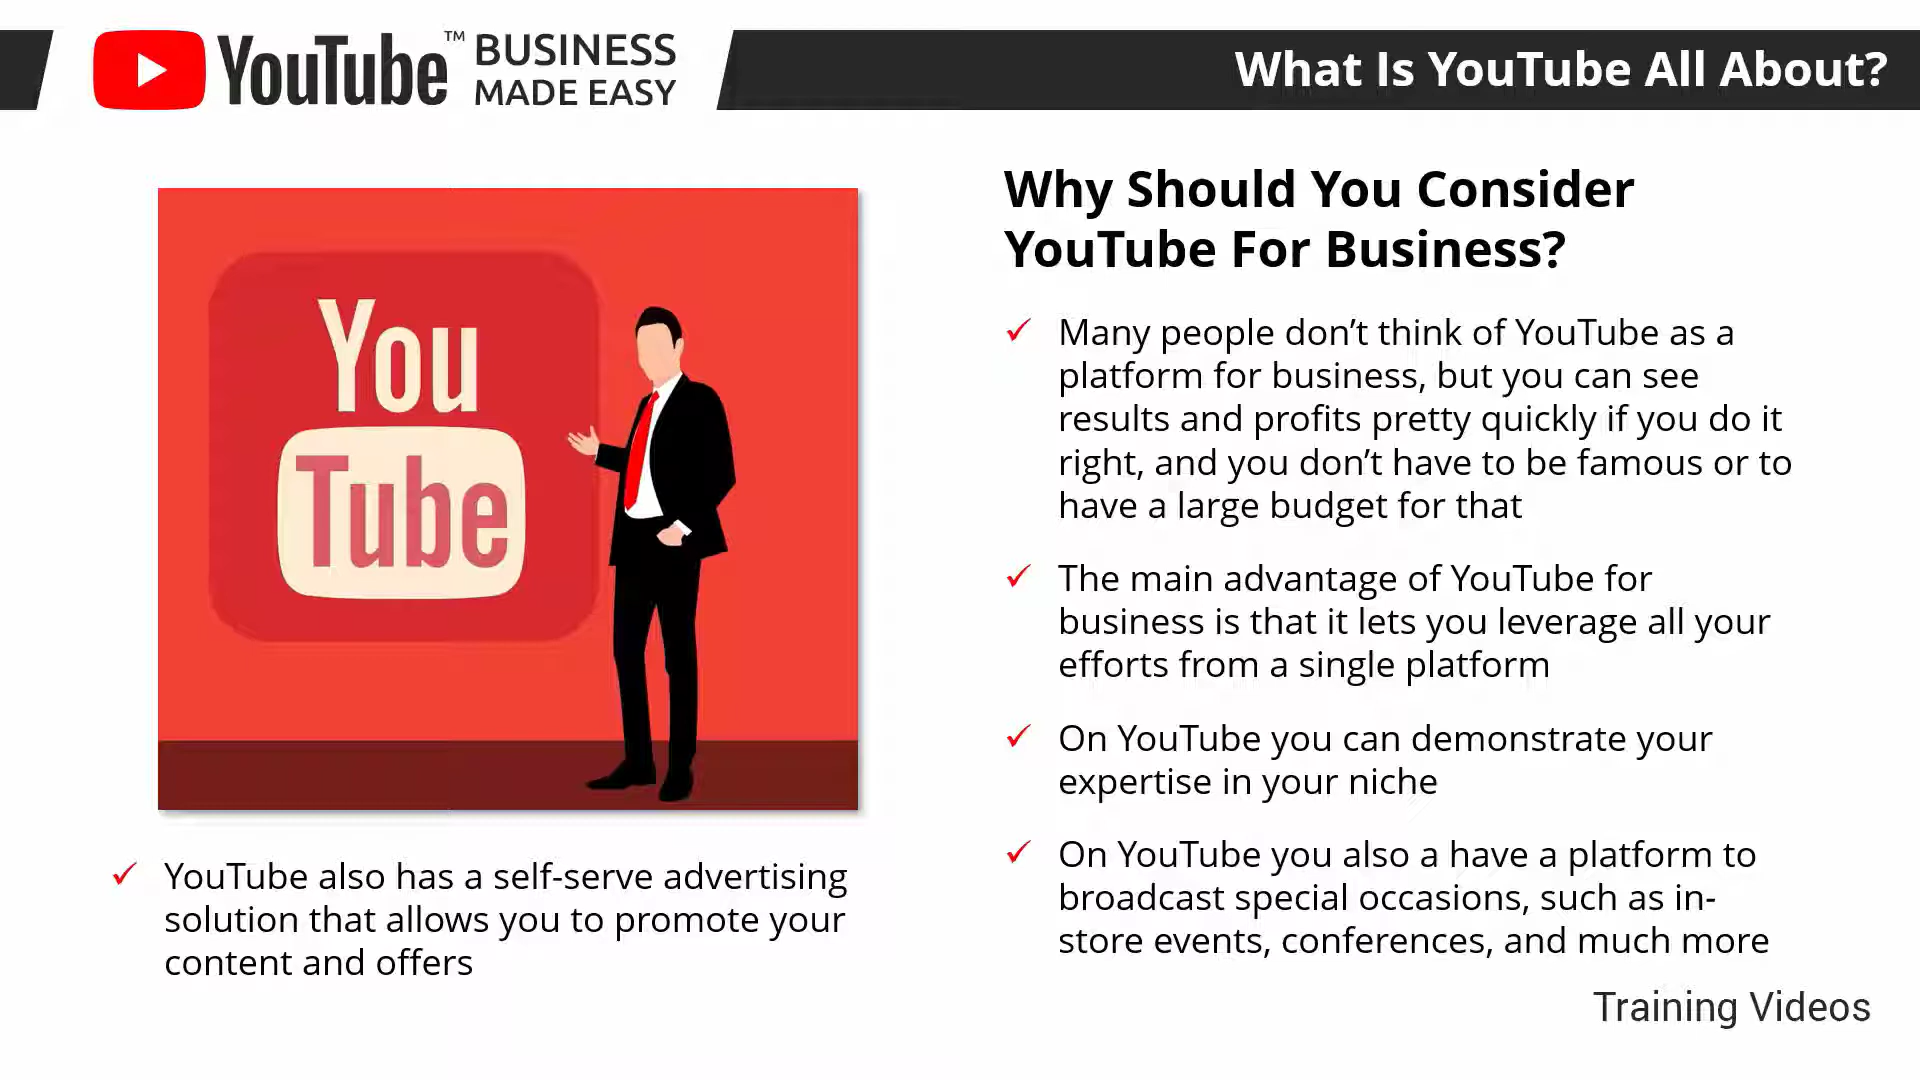 YouTube™ BUSINESS
MADE EASY
What Is YouTube All About?
You
Tube
YouTube also has a self-serve advertising
solution that allows you to promote your
content and offers
Why Should You Consider
YouTube For Business?
Many people don’t think of YouTube as a
platform for business, but you can see
results and profits pretty quickly if you do it
right, and you don’t have to be famous or to
have a large budget for that
The main advantage of YouTube for
business is that it lets you leverage all your
efforts from a single platform
On YouTube you can demonstrate your
expertise in your niche
On YouTube you also a have a platform to
broadcast special occasions, such as in-
store events, conferences, and much more
Training Videos